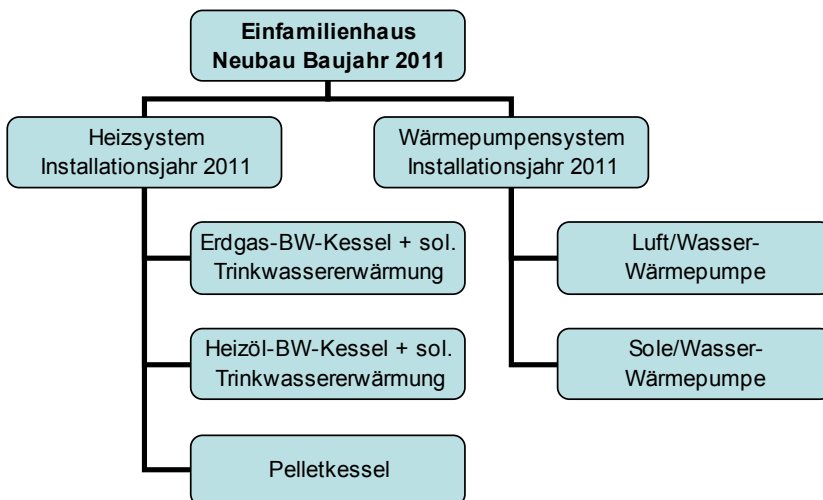 Einfamilienhaus
Neubau Baujahr 2011
Heizsystem
Installationsjahr 2011
Wärmepumpensystem
Installationsjahr 2011
Erdgas-BW-Kessel + sol.
Trinkwassererwärmung
Luft/Wasser-
Wärmepumpe
Heizöl-BW-Kessel + sol.
Trinkwassererwärmung
Sole/Wasser-
Wärmepumpe
Pelletkessel